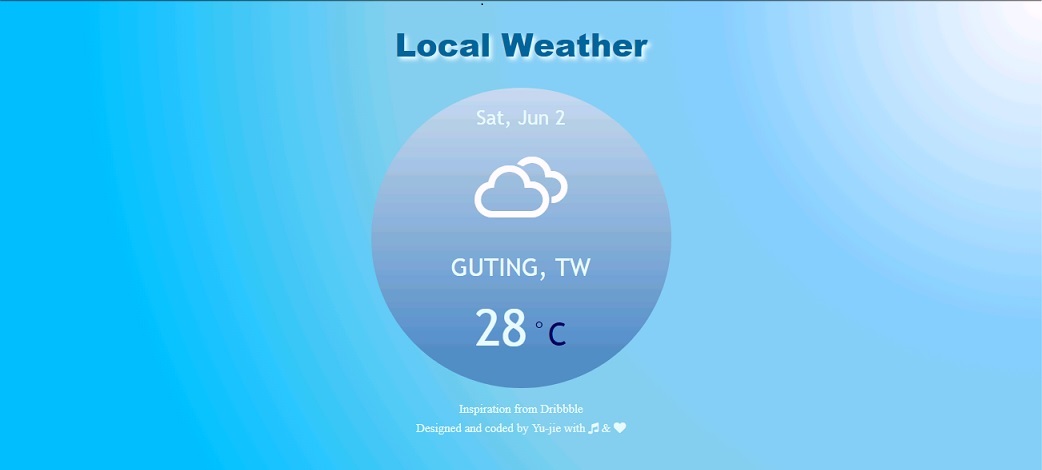 Local Weather
Sat, Jun 2
GUTING, TW
28 °C
Inspiration from Dribbble
Designed and coded by Yu-jie with 🎵 & ❤